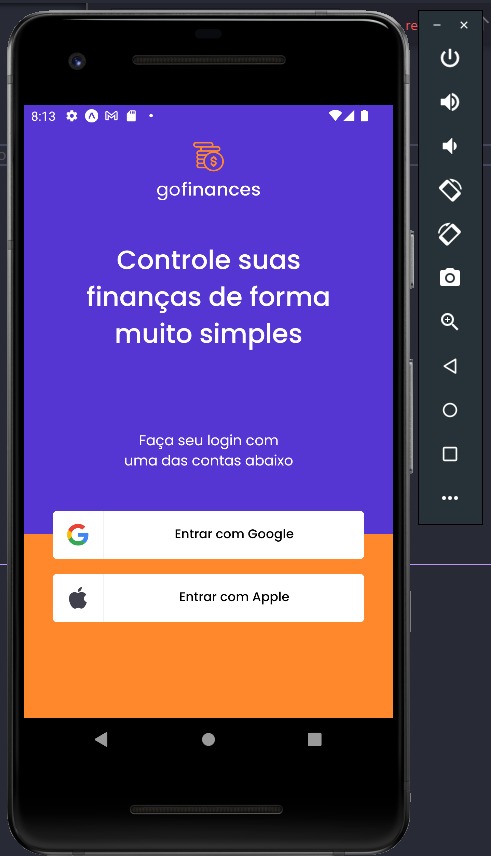 re
8:13
gofinances
Controle suas
finanças de forma
muito simples
Faça seu login com
uma das contas abaixo
Entrar com Google
Entrar com Apple